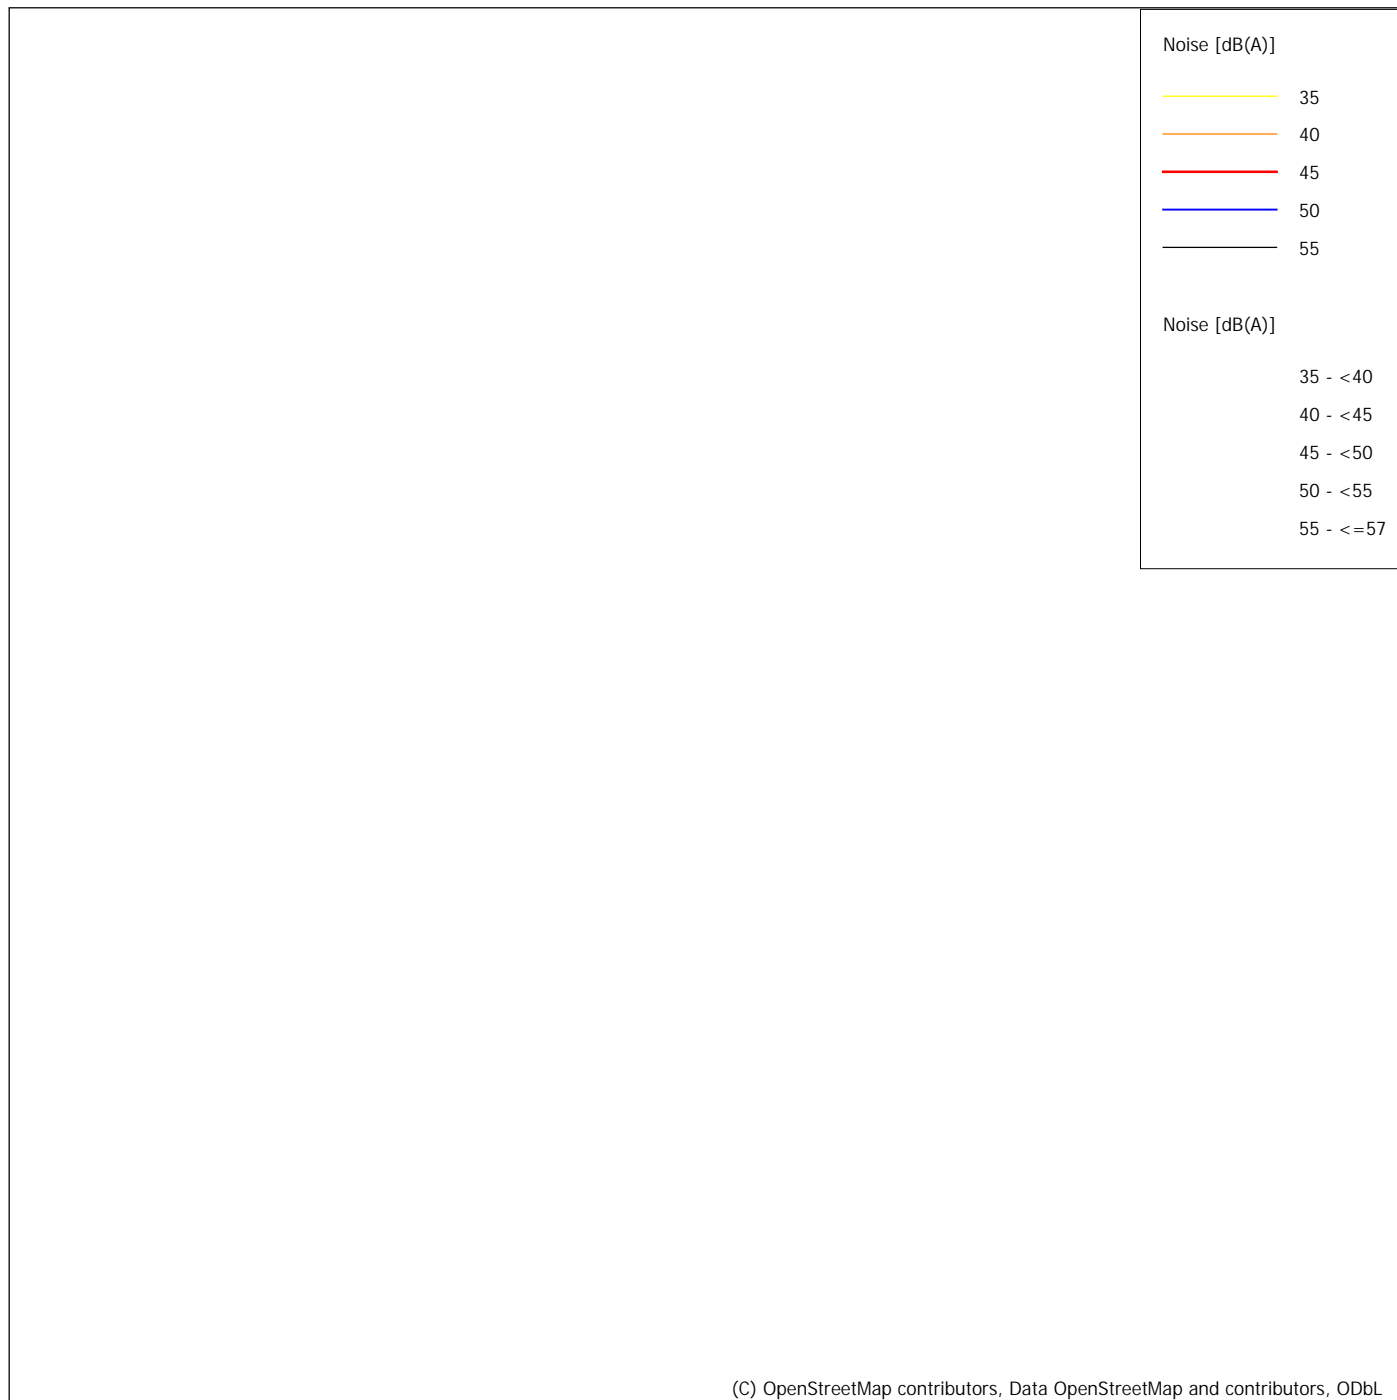 Noise [dB(A)]
35
40
45
50
55
Noise [dB(A)]
35 - <40
40 - <45
45 - <50
50 - <55
55 - <=57
(C) OpenStreetMap contributors, Data OpenStreetMap and contributors, ODbL